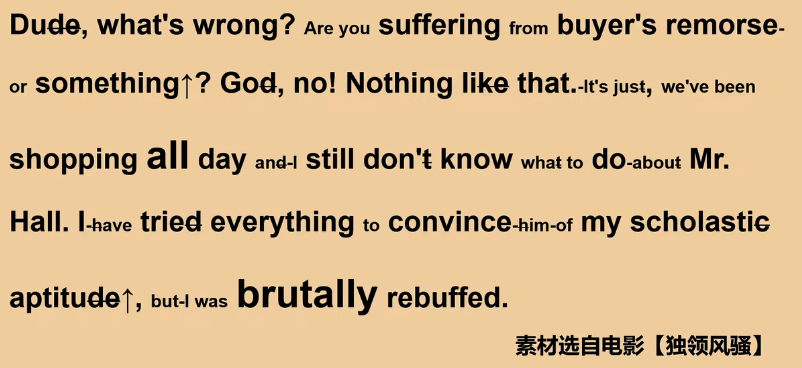 Dude, what's wrong? Are you suffering from buyer's remorse-
or something↑? God, no! Nothing like that.-It's just, we've been
shopping all day and-I still don't know what to do-about Mr.
Hall. I-have tried everything to convince-him-of my scholastic
aptitude↑, but-I was brutally rebuffed.
素材选自电影【独领风骚】